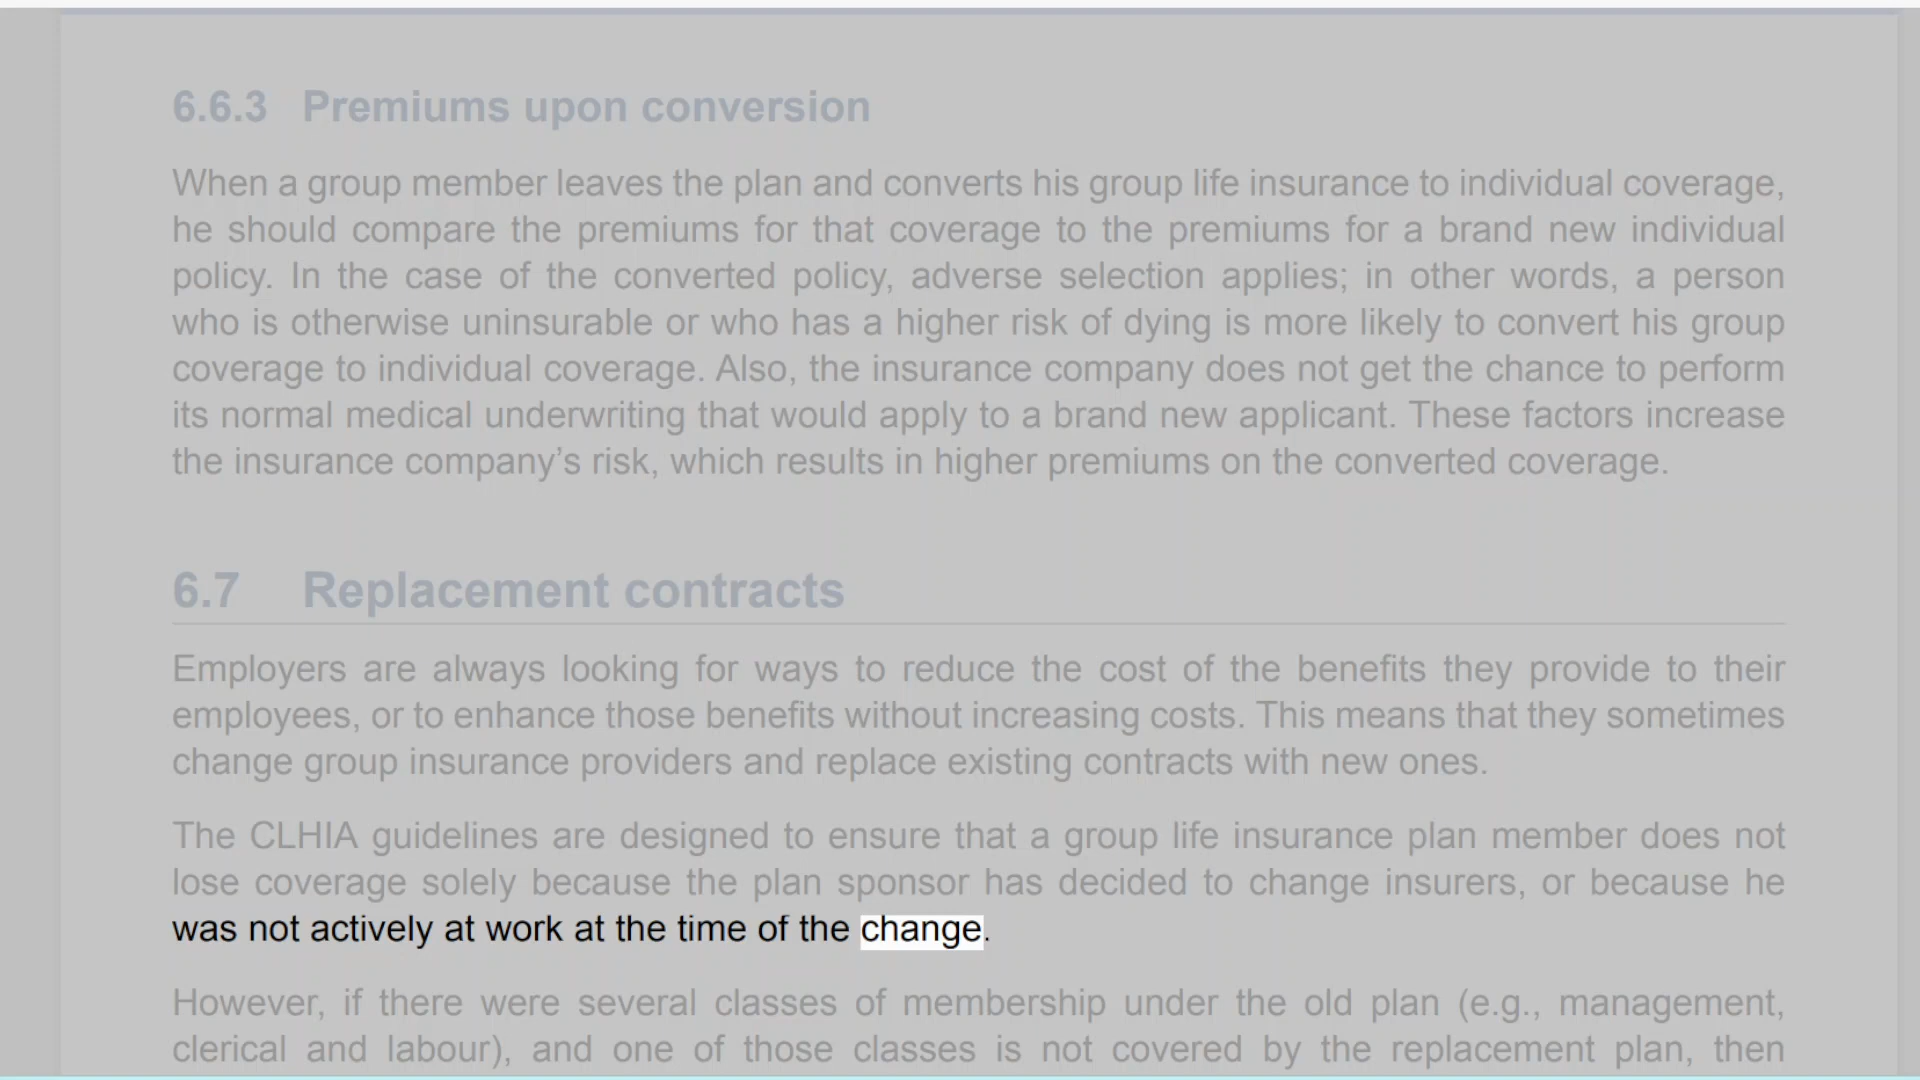 6.6.3 Premiums upon conversion
When a group member leaves the plan and converts his group life insurance to individual coverage,
he should compare the premiums for that coverage to the premiums for a brand new individual
policy. In the case of the converted policy, adverse selection applies; in other words, a person
who is otherwise uninsurable or who has a higher risk of dying is more likely to convert his group
coverage to individual coverage. Also, the insurance company does not get the chance to perform
its normal medical underwriting that would apply to a brand new applicant. These factors increase
the insurance company’s risk, which results in higher premiums on the converted coverage.
6.7 Replacement contracts
Employers are always looking for ways to reduce the cost of the benefits they provide to their
employees, or to enhance those benefits without increasing costs. This means that they sometimes
change group insurance providers and replace existing contracts with new ones.
The CLHIA guidelines are designed to ensure that a group life insurance plan member does not
lose coverage solely because the plan sponsor has decided to change insurers, or because he
was not actively at work at the time of the change.
However, if there were several classes of membership under the old plan (e.g., management,
clerical and labour), and one of those classes is not covered by the replacement plan, then